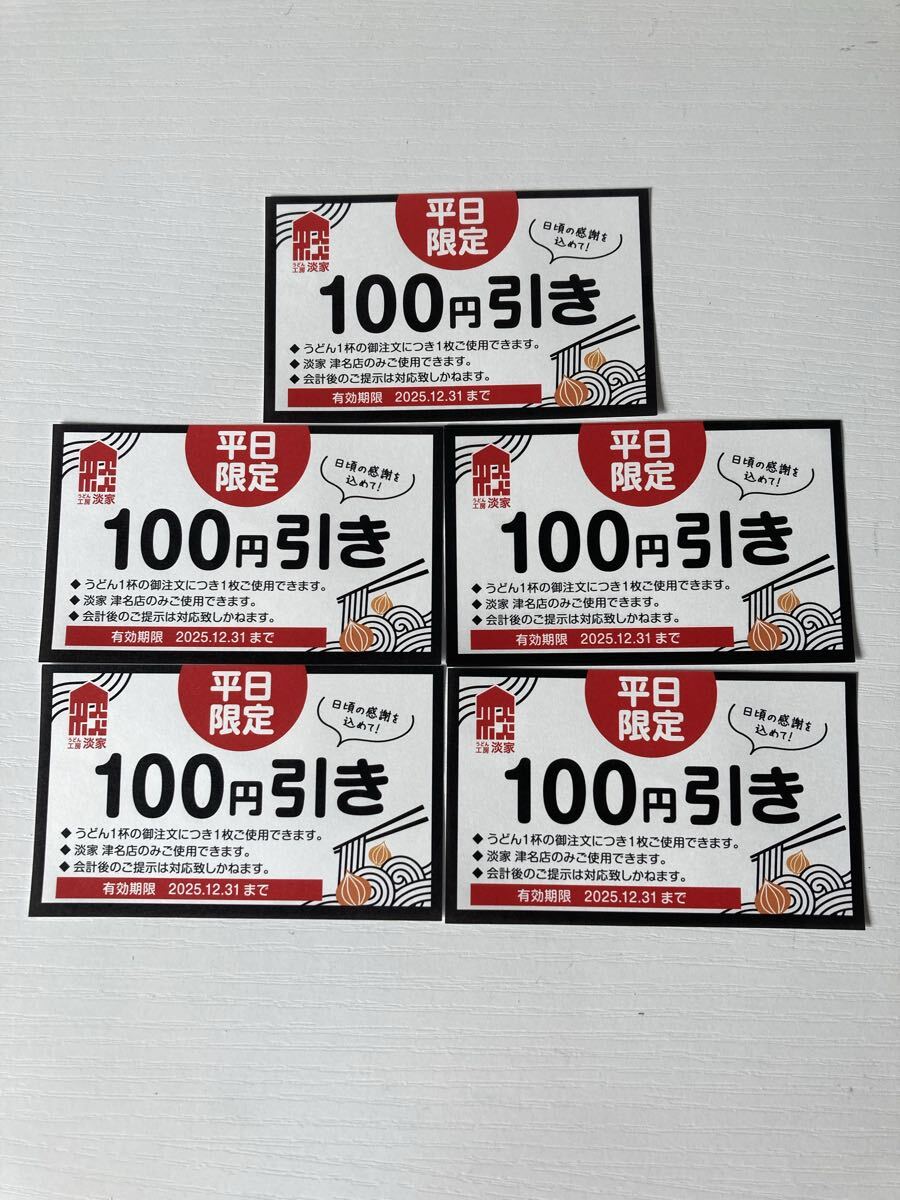 平日
限定
日頃の感謝を
込めて!
うどん
工房 淡家
100円引き
◆ うどん1杯の御注文につき1枚ご使用できます。
◆ 淡家 津名店のみご使用できます。
◆ 会計後のご提示は対応致しかねます。
有効期限 2025.12.31 まで
平日
限定
日頃の感謝を
込めて!
うどん
工房 淡家
100円引き
◆ うどん1杯の御注文につき1枚ご使用できます。
◆ 淡家 津名店のみご使用できます。
◆ 会計後のご提示は対応致しかねます。
有効期限 2025.12.31 まで
平日
限定
日頃の感謝を
込めて!
うどん
工房 淡家
100円引き
◆ うどん1杯の御注文につき1枚ご使用できます。
◆ 淡家 津名店のみご使用できます。
◆ 会計後のご提示は対応致しかねます。
有効期限 2025.12.31 まで
平日
限定
日頃の感謝を
込めて!
うどん
工房 淡家
100円引き
◆ うどん1杯の御注文につき1枚ご使用できます。
◆ 淡家 津名店のみご使用できます。
◆ 会計後のご提示は対応致しかねます。
有効期限 2025.12.31 まで
平日
限定
日頃の感謝を
込めて!
うどん
工房 淡家
100円引き
◆ うどん1杯の御注文につき1枚ご使用できます。
◆ 淡家 津名店のみご使用できます。
◆ 会計後のご提示は対応致しかねます。
有効期限 2025.12.31 まで